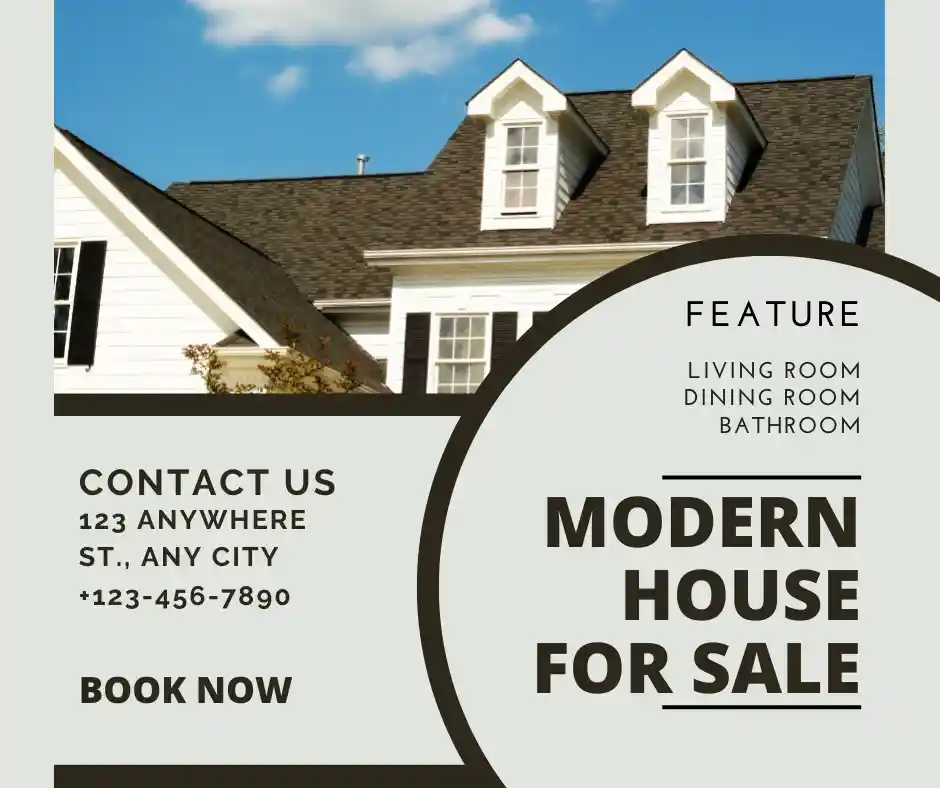 FEATURE
LIVING ROOM
DINING ROOM
BATHROOM
CONTACT US
123 ANYWHERE
ST., ANY CITY
+123-456-7890
BOOK NOW
MODERN
HOUSE
FOR SALE